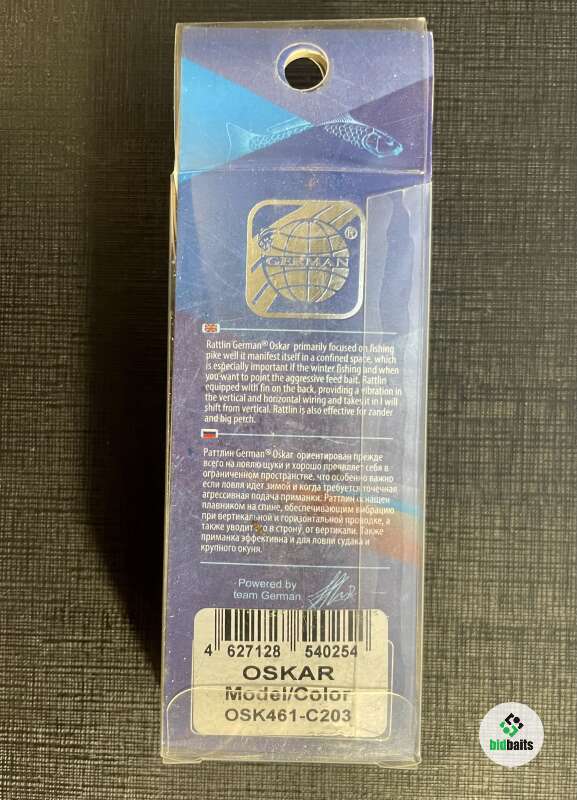 GERMAN
®
Rattlin German® Oskar primarily focused on fishing
pike well it manifest itself in a confined space, which
is especially important if the winter fishing and when
you want to point the aggressive feed bait. Rattlin
equipped with fin on the back, providing a vibration in
the vertical and horizontal wiring and takes it in I will
shift from vertical. Rattlin is also effective for zander
and big perch.
Раттлин German® Oskar ориентирован прежде
всего на ловлю щуки и хорошо проявляет себя в
ограниченном пространстве, что особенно важно
если ловля идет зимой и когда требуется точечная
агрессивная подача приманки. Раттлин оснащен
плавником на спине, обеспечивающим вибрацию
при вертикальной и горизонтальной проводке, а
также уводит его в сторону от вертикали. Также
приманка эффективна и для ловли судака и
крупного окуня.
Powered by
team German
4 627128 540254
OSKAR
Model/Color
OSK461-C203
bidbaits